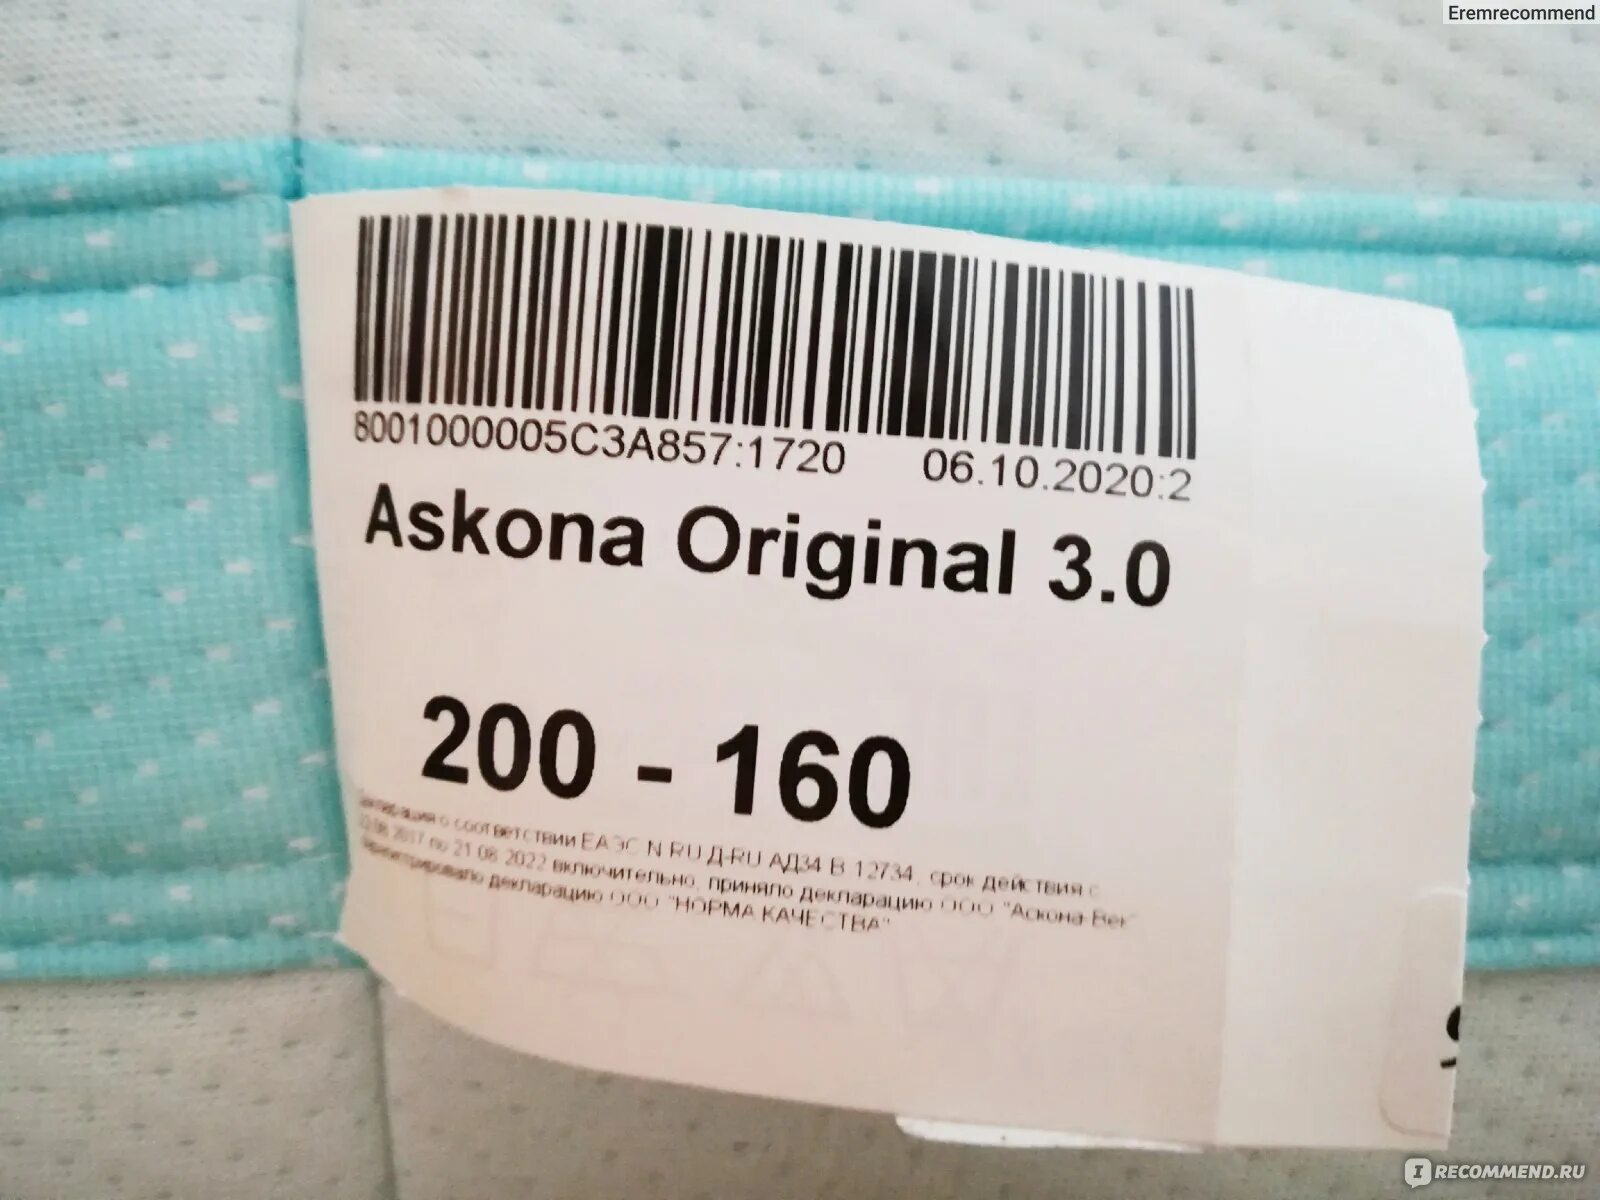 Eremrecommend
8001000005C3A857:1720 06.10.2020:2
Askona Original 3.0
200 - 160
Декларация о соответствии ЕАЭС N RU Д-RU АД34 В 12734, срок действия с
22.08.2017 по 21.08.2022 включительно, приняло декларацию ООО "Аскона-Век"
зарегистрировало декларацию ООО "НОРМА КАЧЕСТВА"
IRECOMMEND.RU